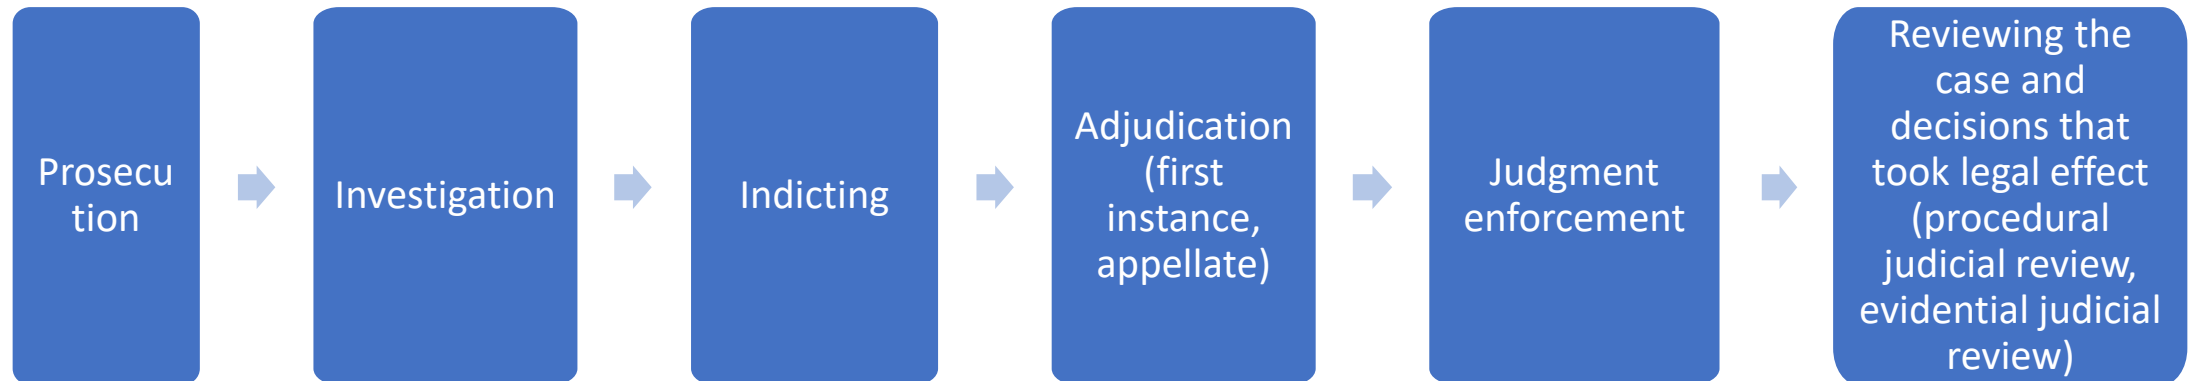 Prosecu
tion
Investigation
Indicting
Adjudication
(first
instance,
appellate)
Judgment
enforcement
Reviewing the
case and
decisions that
took legal effect
(procedural
judicial review,
evidential judicial
review)